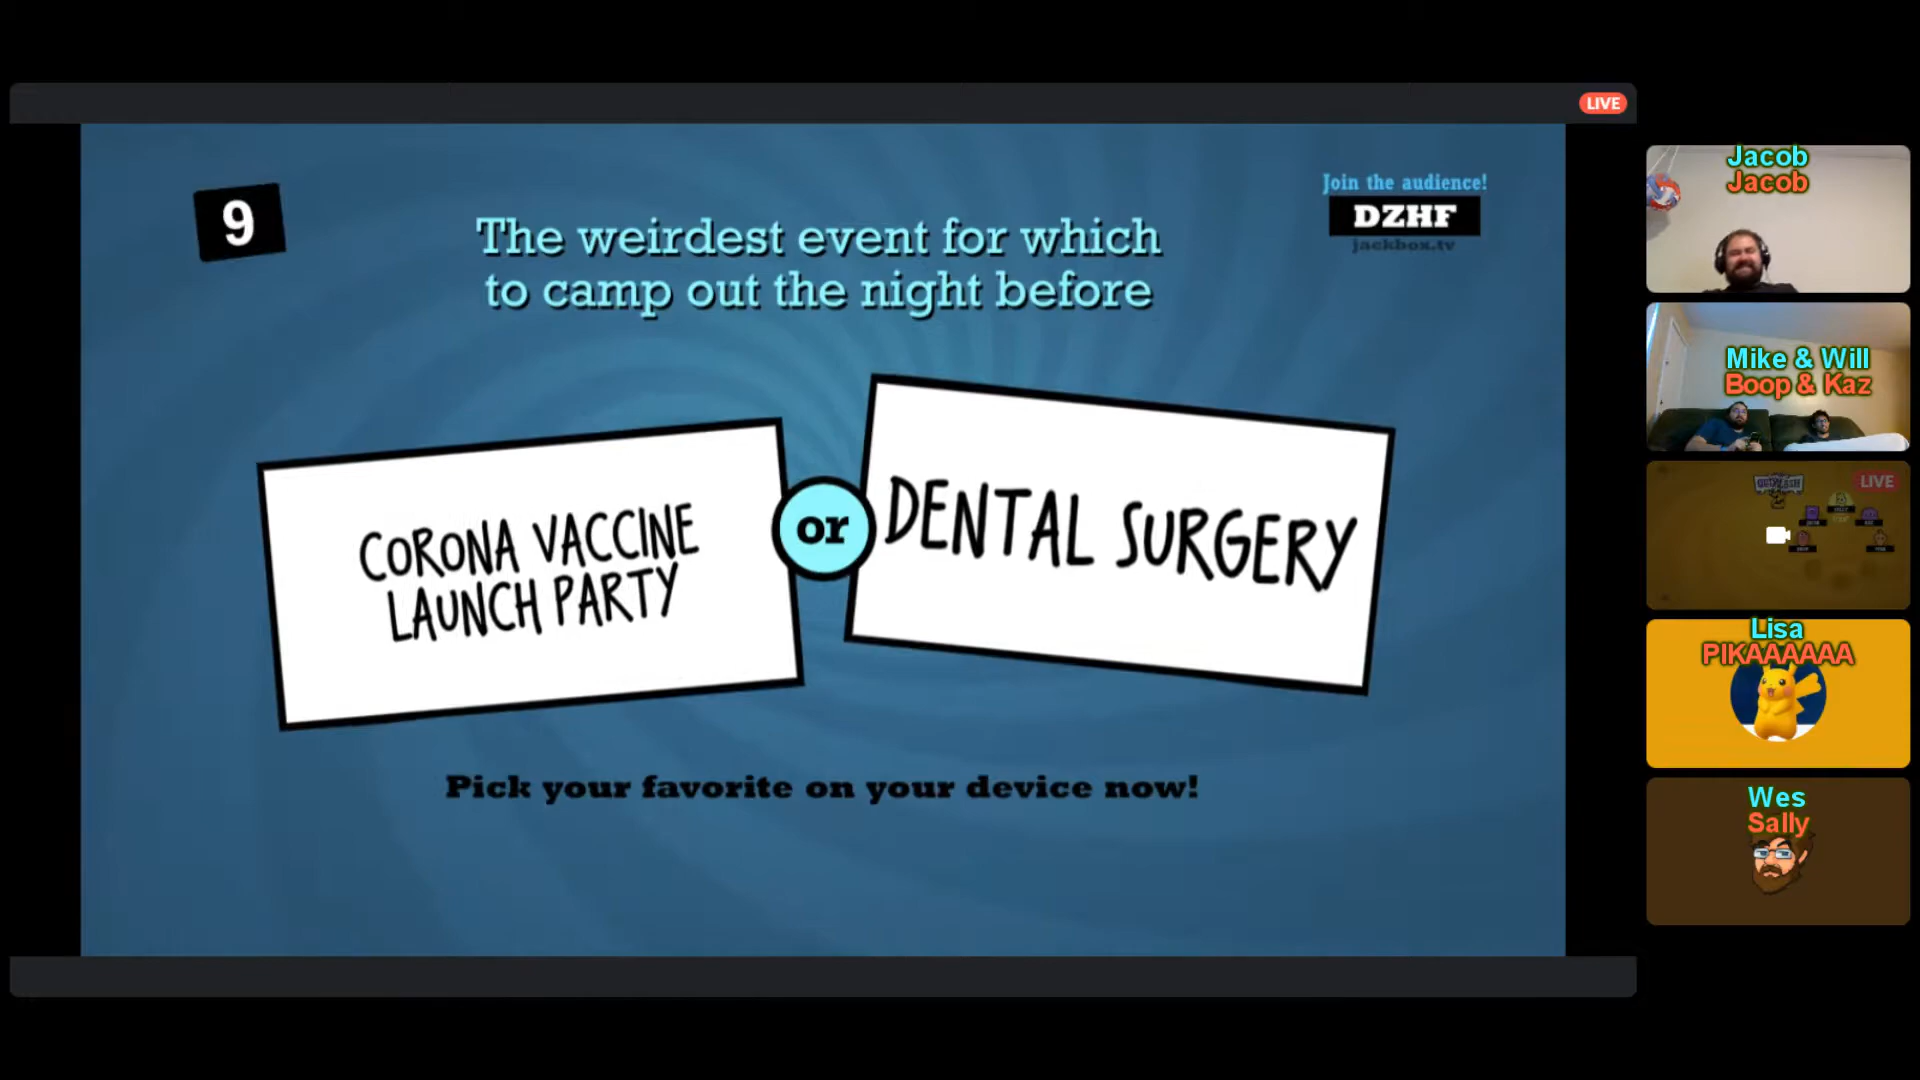 LIVE
9
The weirdest event for which
to camp out the night before
Join the audience!
DZHF
jackbox.tv
CORONA VACCINE
LAUNCH PARTY
or
DENTAL SURGERY
Pick your favorite on your device now!
Jacob
Jacob
Mike & Will
Boop & Kaz
LIVE
Lisa
PIKAAAAAA
Wes
Sally